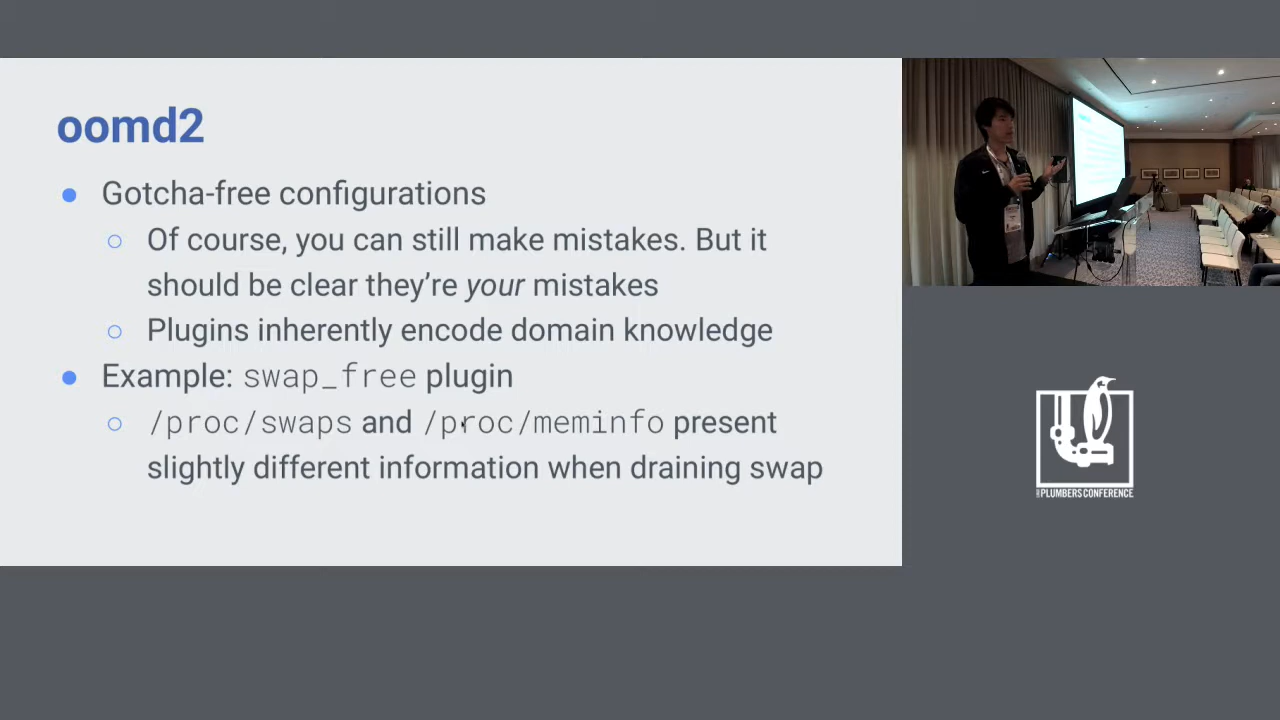 oomd2
● Gotcha-free configurations
○ Of course, you can still make mistakes. But it
should be clear they're your mistakes
○ Plugins inherently encode domain knowledge
● Example: swap_free plugin
○ /proc/swaps and /proc/meminfo present
slightly different information when draining swap
PLUMBERS CONFERENCE